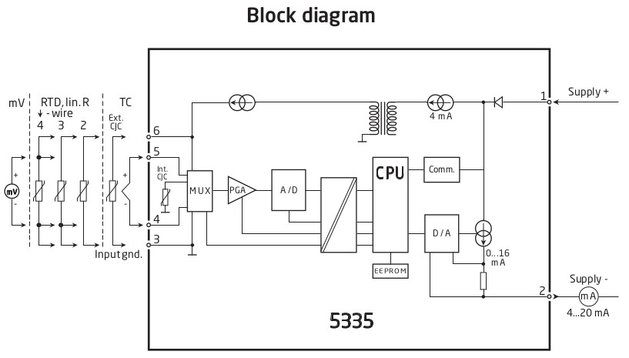 Block diagram
mV
RTD, lin. R
- wire
4 3 2
TC
Ext.
CJC
+
-
mV
+
-
Input gnd.
6
5
4
3
Int.
CJC
MUX
PGA
A/D
CPU
EEPROM
Comm.
D/A
4 mA
0...16
mA
1
Supply +
2
Supply -
mA
4...20 mA
5335